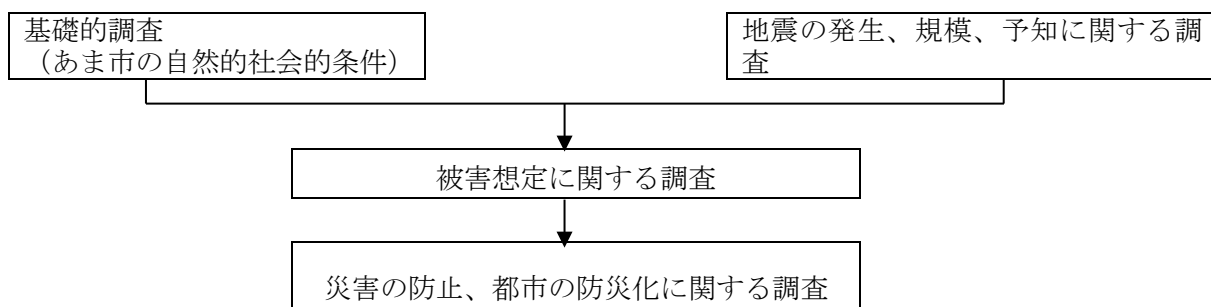 基礎的調査
（あま市の自然的社会的条件）
地震の発生、規模、予知に関する調
査
被害想定に関する調査
災害の防止、都市の防災化に関する調査